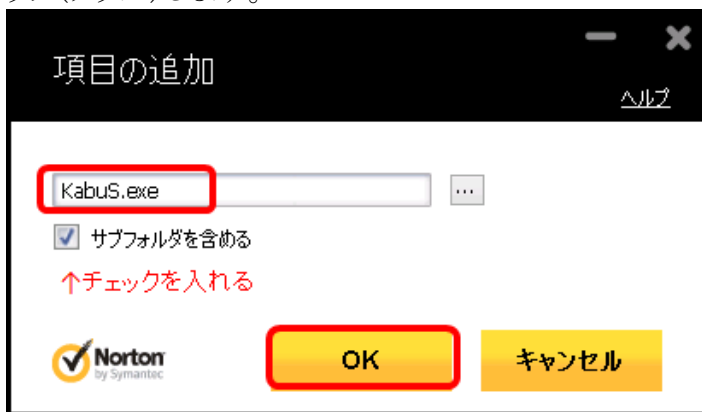 項目の追加
ヘルプ
KabuS.exe
...
サブフォルダを含める
↑チェックを入れる
Norton
by Symantec
OK
キャンセル